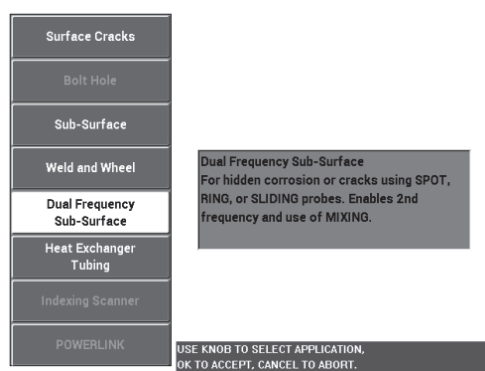 Surface Cracks
Bolt Hole
Sub-Surface
Weld and Wheel
Dual Frequency
Sub-Surface
Heat Exchanger
Tubing
Indexing Scanner
POWERLINK
Dual Frequency Sub-Surface
For hidden corrosion or cracks using SPOT,
RING, or SLIDING probes. Enables 2nd
frequency and use of MIXING.
USE KNOB TO SELECT APPLICATION,
OK TO ACCEPT, CANCEL TO ABORT.